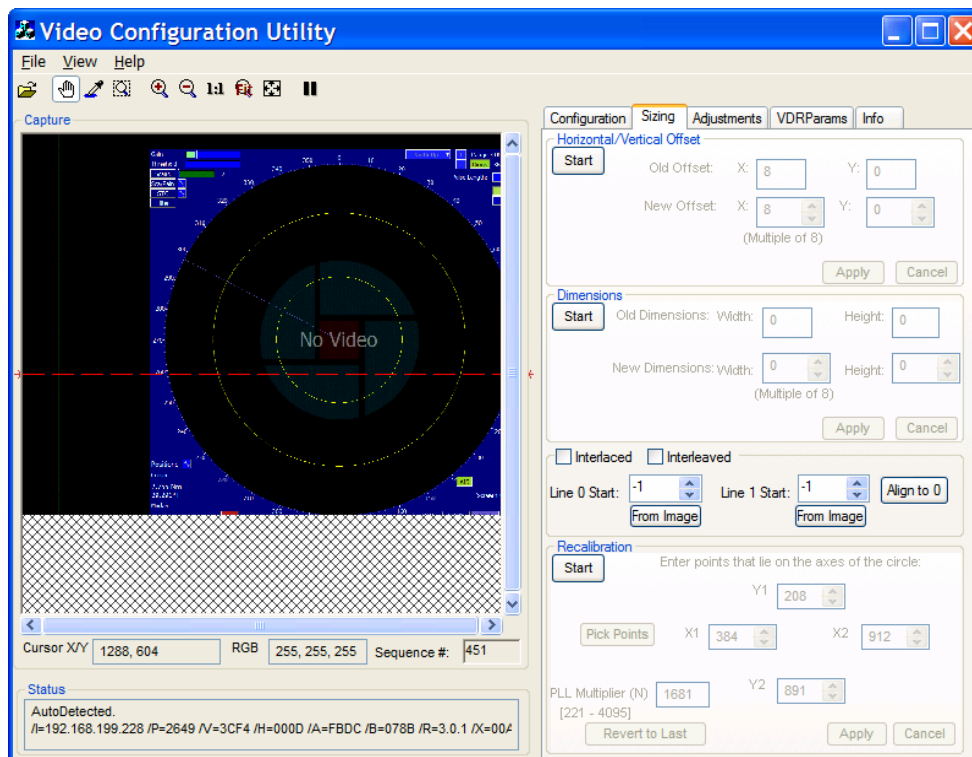 Video Configuration Utility
File View Help
1:1 Fit
Capture
Gain
Threshold
No Video
Positions
Cursor X/Y 1288, 604 RGB 255, 255, 255 Sequence #: 451
Status
AutoDetected.
/I=192.168.199.228 /P=2649 /V=3CF4 /H=000D /A=FBDC /B=078B /R=3.0.1 /X=00A
Configuration Sizing Adjustments VDRParams Info
Horizontal/Vertical Offset
Start Old Offset: X: 8 Y: 0
New Offset: X: 8 Y: 0
(Multiple of 8)
Apply Cancel
Dimensions
Start Old Dimensions: Width: 0 Height: 0
New Dimensions: Width: 0 Height: 0
(Multiple of 8)
Apply Cancel
Interlaced Interleaved
Line 0 Start: -1 Line 1 Start: -1 Align to 0
From Image From Image
Recalibration
Start Enter points that lie on the axes of the circle:
Y1 208
Pick Points X1 384 X2 912
PLL Multiplier (N) 1681 Y2 891
[221 - 4095]
Revert to Last Apply Cancel